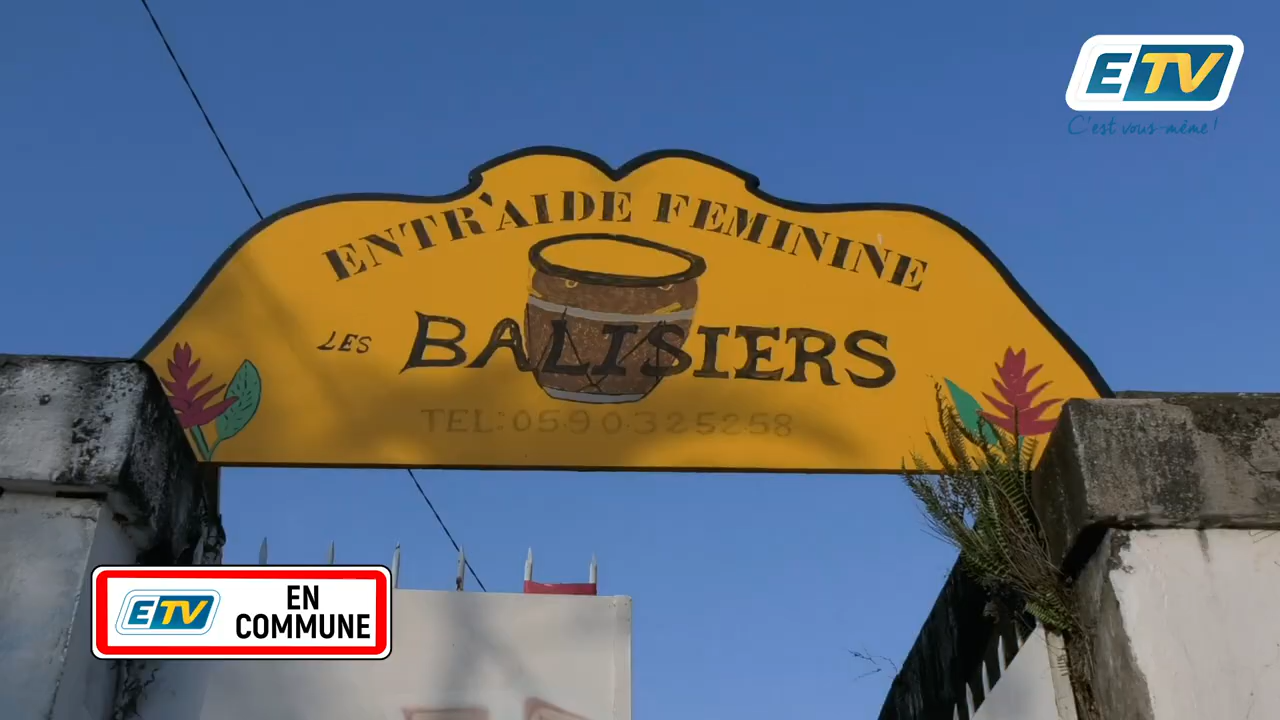 ETV
C'est vous-même !
ENTR'AIDE FEMININE
LES BALISIERS
TEL: 0590325258
ETV
EN
COMMUNE